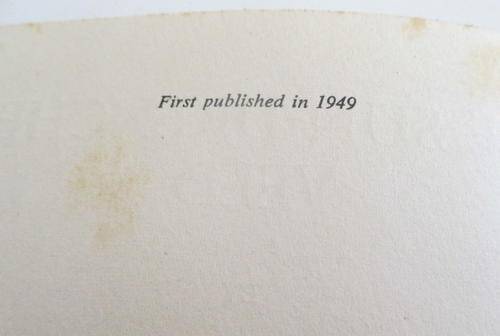 First published in 1949